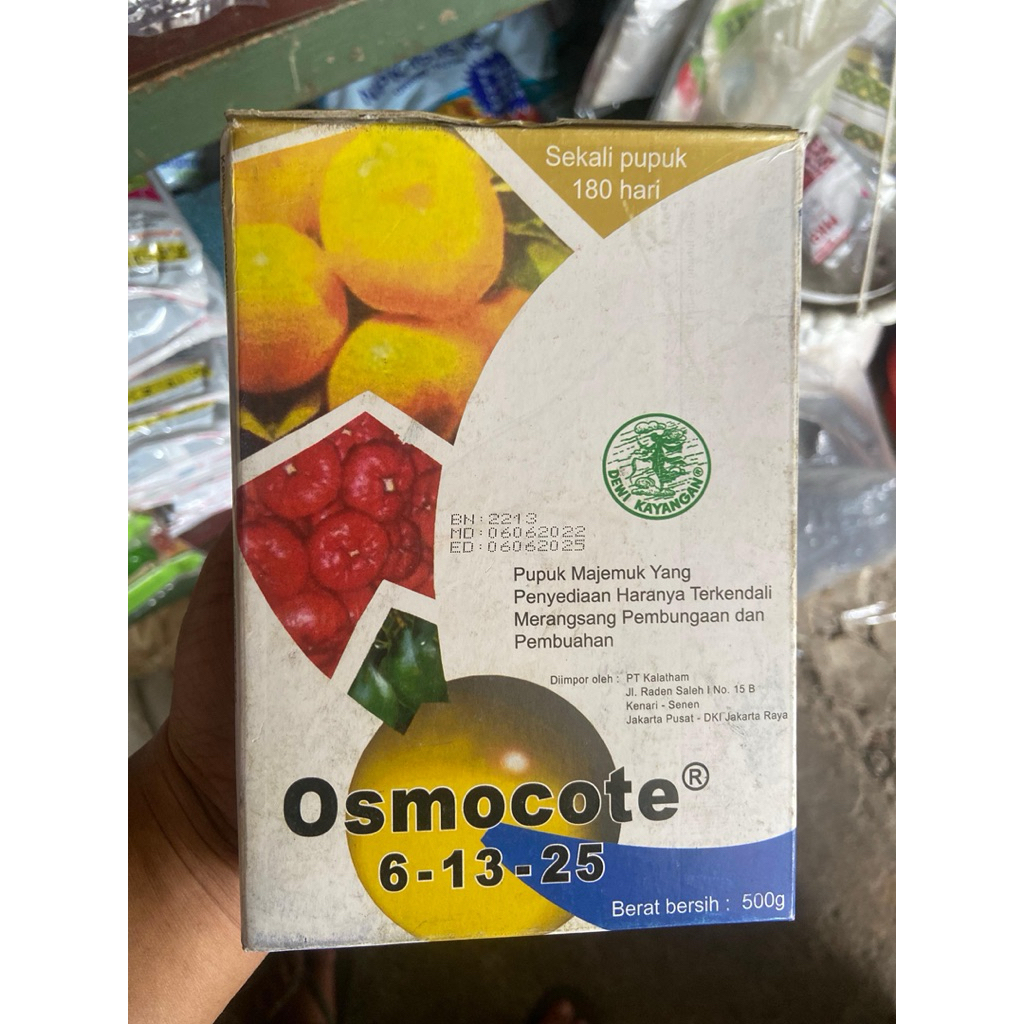 Sekali pupuk
180 hari
DEWI KAYANGAN®
BN:2213
MD:06062022
ED:06062025
Pupuk Majemuk Yang
Penyediaan Haranya Terkendali
Merangsang Pembungaan dan
Pembuahan
Diimpor oleh : PT Kalatham
Jl. Raden Saleh I No. 15 B
Kenari - Senen
Jakarta Pusat - DKI Jakarta Raya
Osmocote®
6-13-25
Berat bersih : 500g